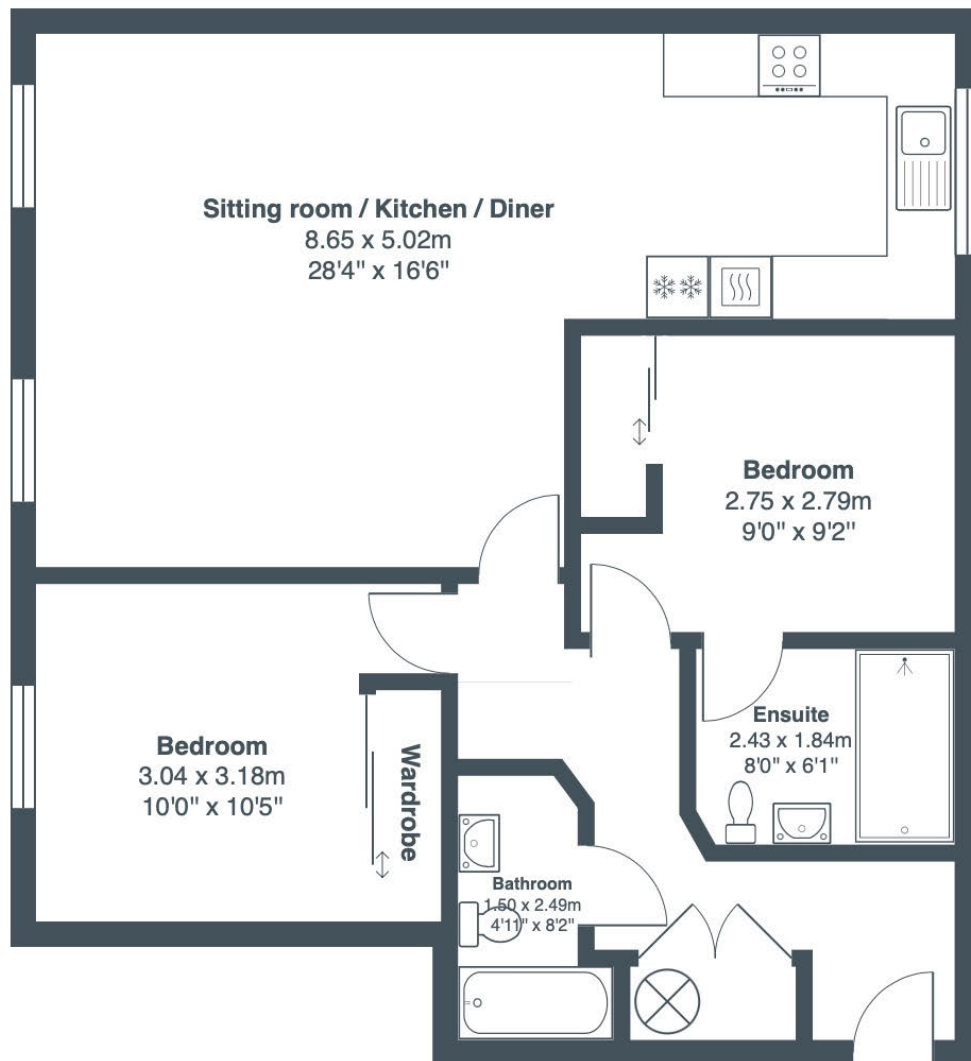 Sitting room / Kitchen / Diner
8.65 x 5.02m
28'4" x 16'6"
Bedroom
2.75 x 2.79m
9'0" x 9'2"
Bedroom
3.04 x 3.18m
10'0" x 10'5"
Wardrobe
Ensuite
2.43 x 1.84m
8'0" x 6'1"
Bathroom
1.50 x 2.49m
4'11" x 8'2"